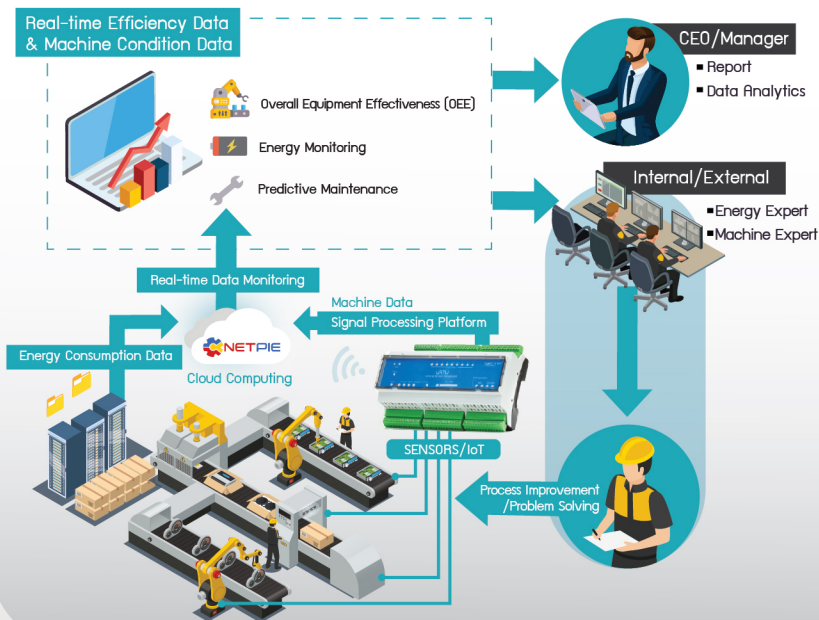 Real-time Efficiency Data
& Machine Condition Data
Overall Equipment Effectiveness (OEE)
Energy Monitoring
Predictive Maintenance
CEO/Manager
▪Report
▪Data Analytics
Internal/External
▪Energy Expert
▪Machine Expert
Real-time Data Monitoring
Machine Data
Signal Processing Platform
NETPIE
Cloud Computing
Energy Consumption Data
SENSORS/IoT
Process Improvement
/Problem Solving